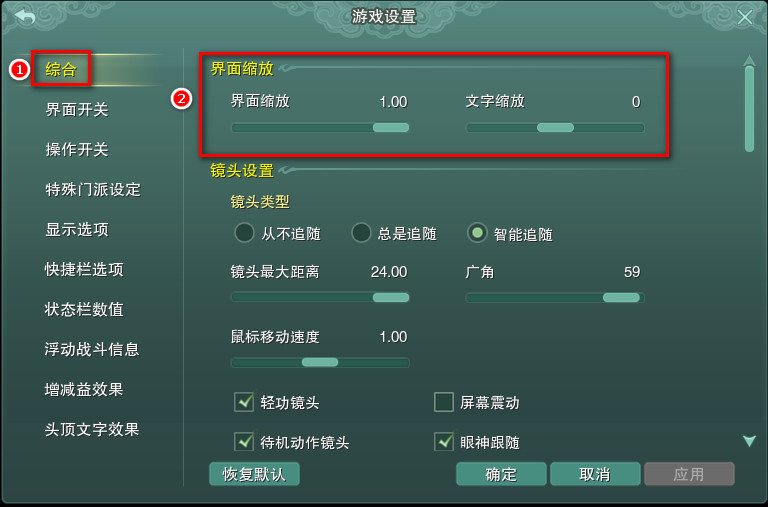 游戏设置
1
综合
界面开关
操作开关
特殊门派设定
显示选项
快捷栏选项
状态栏数值
浮动战斗信息
增减益效果
头顶文字效果
2
界面缩放
界面缩放 1.00 文字缩放 0
镜头设置
镜头类型
从不追随 总是追随 智能追随
镜头最大距离 24.00 广角 59
鼠标移动速度 1.00
轻功镜头 屏幕震动
待机动作镜头 眼神跟随
恢复默认 确定 取消 应用